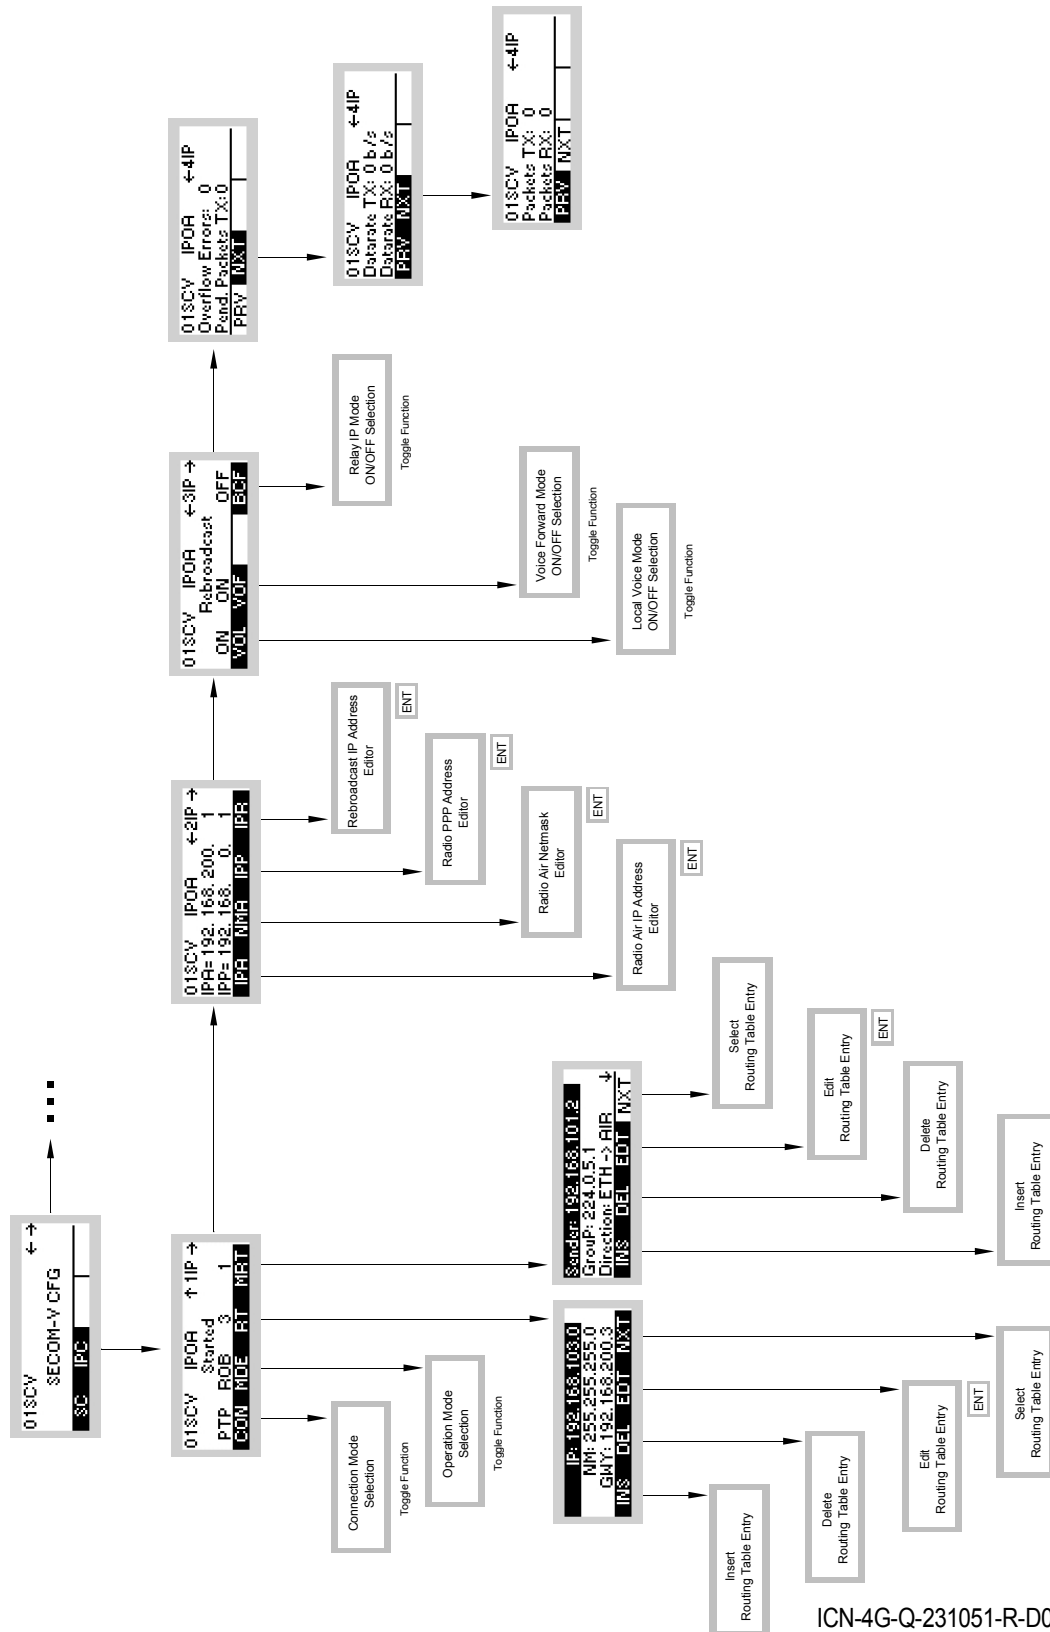 01SCV ← →
SECOM-V CFG
SC IPC
01SCV IPOA ↑1IP →
Started
PTP ROB 3 1
CON MDE RT MRT
Connection Mode
Selection
Toggle Function
Operation Mode
Selection
Toggle Function
IP: 192.168.103.0
NM: 255.255.255.0
GWY: 192.168.200.3
INS DEL EDT NXT
Insert
Routing Table Entry
Delete
Routing Table Entry
Edit
Routing Table Entry
ENT
Select
Routing Table Entry
Sender: 192.168.101.2
GrouP: 224.0.5.1
Direction: ETH -> AIR ↓
INS DEL EDT NXT
Insert
Routing Table Entry
Delete
Routing Table Entry
Edit
Routing Table Entry
ENT
Select
Routing Table Entry
01SCV IPOA ←2IP →
IPA= 192. 168. 200. 1
IPP= 192. 168. 0. 1
IPA NMA IPP IPR
Radio Air IP Address
Editor
ENT
Radio Air Netmask
Editor
ENT
Radio PPP Address
Editor
ENT
Rebroadcast IP Address
Editor
ENT
01SCV IPOA ←3IP →
Rebroadcast
ON ON OFF
VOL VOF BCF
Local Voice Mode
ON/OFF Selection
Toggle Function
Voice Forward Mode
ON/OFF Selection
Toggle Function
Relay IP Mode
ON/OFF Selection
Toggle Function
01SCV IPOA ←4IP
Overflow Errors: 0
Pend. Packets TX:0
PRV NXT
01SCV IPOA ←4IP
Datarate TX: 0 b/s
Datarate RX: 0 b/s
PRV NXT
01SCV IPOA ←4IP
Packets TX: 0
Packets RX: 0
PRV NXT
ICN-4G-Q-231051-R-D0